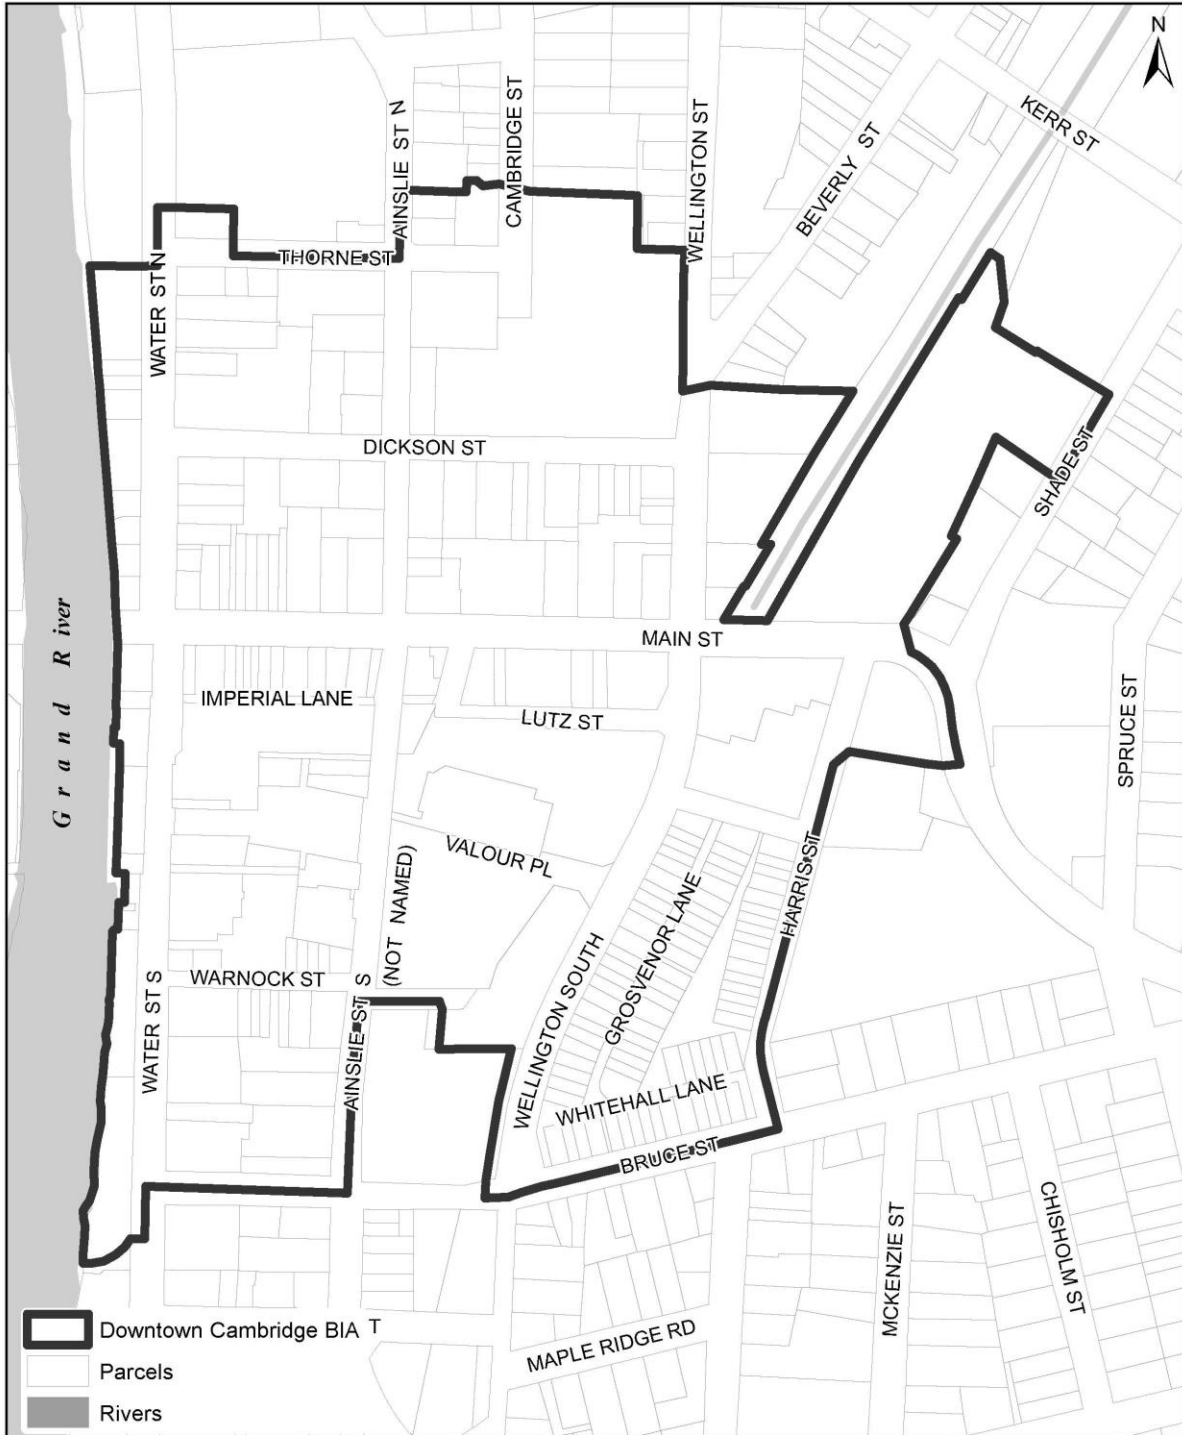 N
KERR ST
AINSLIE ST N
CAMBRIDGE ST
WELLINGTON ST
BEVERLY ST
THORNE ST
WATER ST N
DICKSON ST
SHADE ST
MAIN ST
Grand River
IMPERIAL LANE
LUTZ ST
SPRUCE ST
VALOUR PL
(NOT NAMED)
HARRIS ST
GROSVENOR LANE
WARNOCK ST
WELLINGTON SOUTH
WATER ST S
AINSLIE ST S
WHITEHALL LANE
BRUCE ST
MCKENZIE ST
CHISHOLM ST
MAPLE RIDGE RD
Downtown Cambridge BIA T
Parcels
Rivers